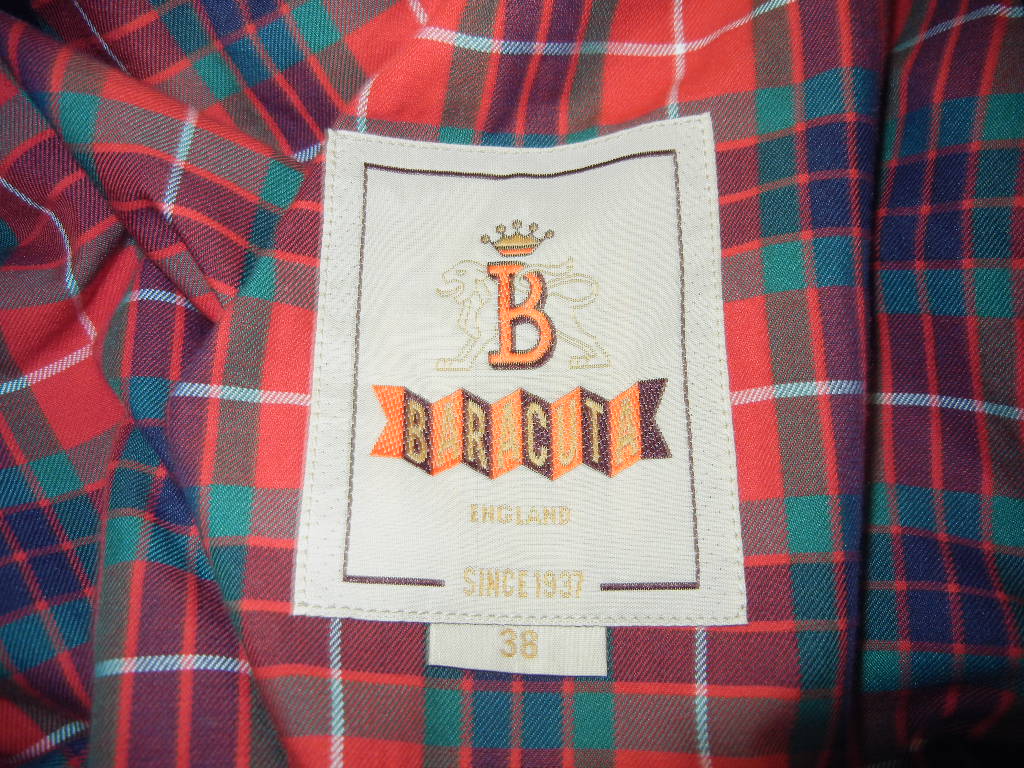 B
BARACUTA
ENGLAND
SINCE 1937
38